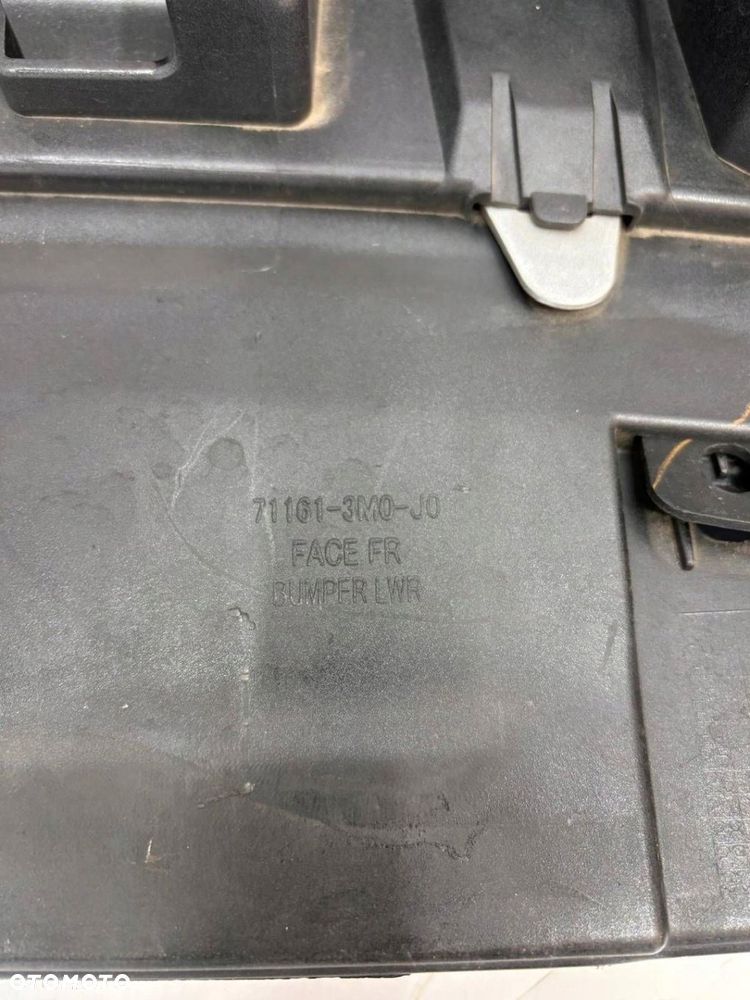 71161-3M0-J0
FACE FR
BUMPER LWR
OTOMOTO